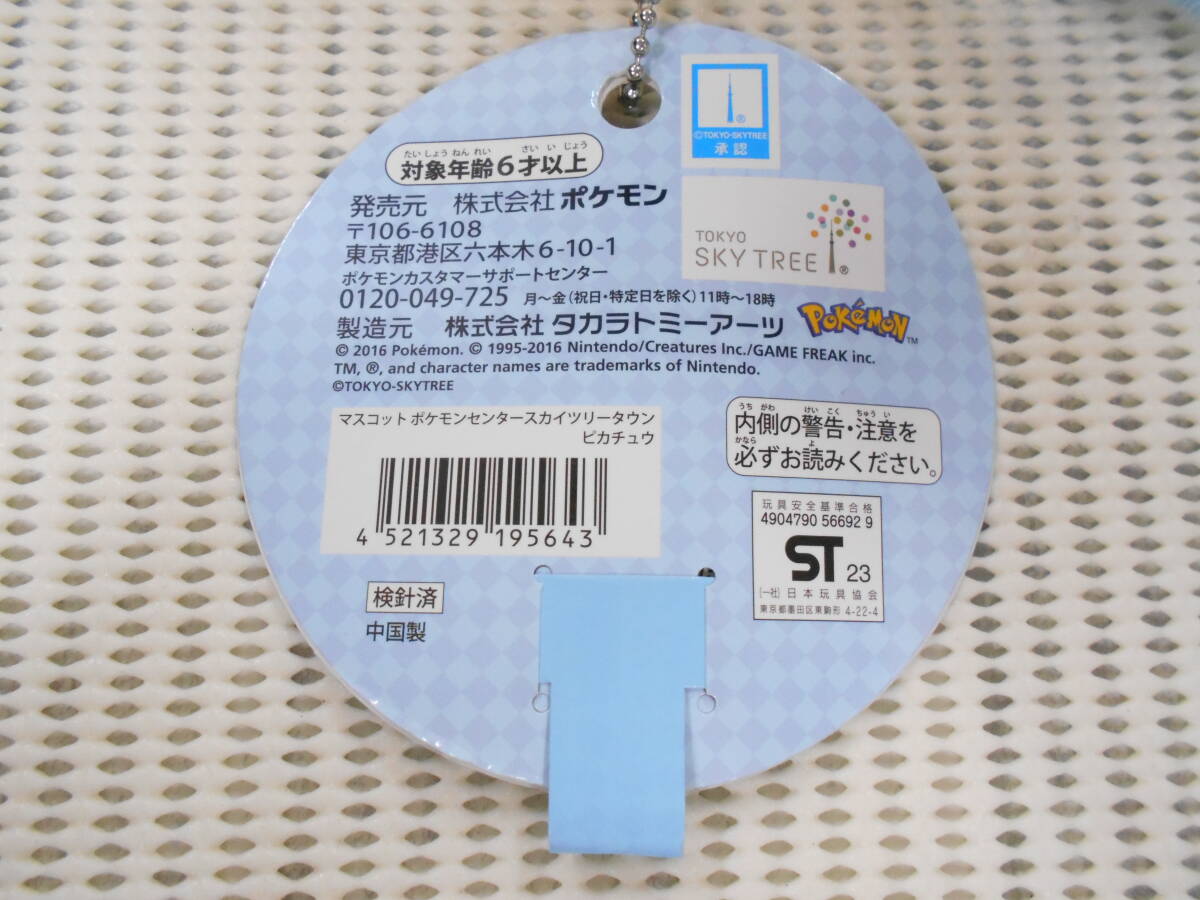 ®
©TOKYO-SKYTREE
承認
たいしょうねんれい さいいじょう
対象年齢6才以上
発売元 株式会社 ポケモン
〒106-6108
東京都港区六本木6-10-1
ポケモンカスタマーサポートセンター
0120-049-725 月~金(祝日・特定日を除く)11時~18時
製造元 株式会社 タカラトミーアーツ
TOKYO
SKY TREE®
POKéMON™
© 2016 Pokémon. © 1995-2016 Nintendo/Creatures Inc./GAME FREAK inc.
TM, ®, and character names are trademarks of Nintendo.
©TOKYO-SKYTREE
マスコット ポケモンセンタースカイツリータウン
ピカチュウ
4 521329 195643
うちがわ けいこく ちゅうい
内側の警告・注意を
かなら よ
必ずお読みください。
玩具安全基準合格
4904790 56692 9
ST 23
(一社)日本玩具協会
東京都墨田区東駒形 4-22-4
検針済
中国製